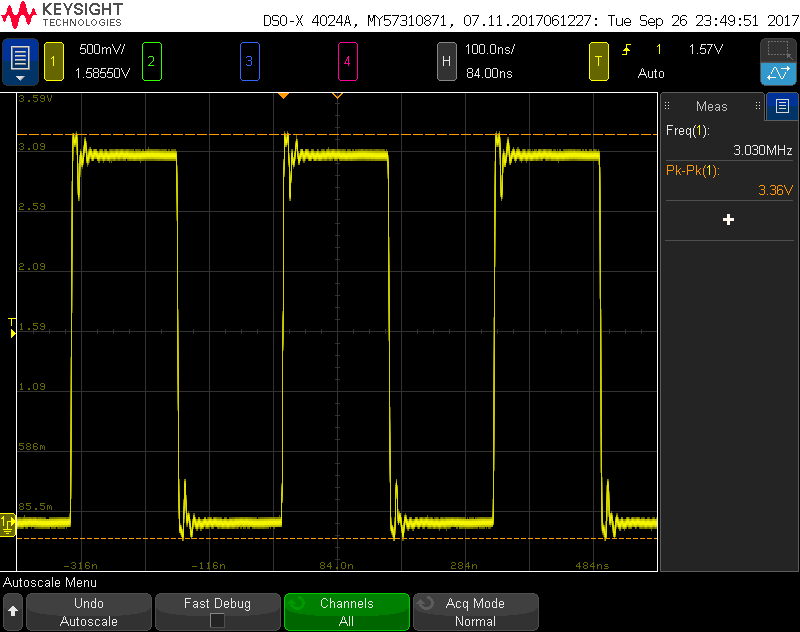 KEYSIGHT
TECHNOLOGIES
DSO-X 4024A, MY57310871, 07.11.2017061227: Tue Sep 26 23:49:51 2017
1 500mV/ 2 3 4 H 100.0ns/ T 1 1.57V
1.58550V 84.00ns Auto
3.59V
3.09
2.59
2.09
T
1.59
1.09
586m
85.5m
1
-316n -116n 84.0n 284n 484ns
Meas
Freq(1):
3.030MHz
Pk-Pk(1):
3.36V
Autoscale Menu
Undo
Autoscale
Fast Debug
Channels
All
Acq Mode
Normal